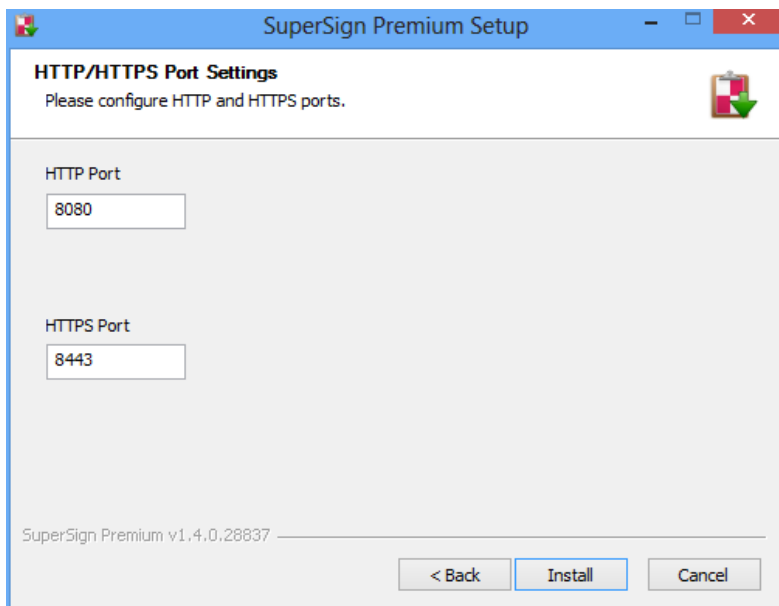 SuperSign Premium Setup
HTTP/HTTPS Port Settings
Please configure HTTP and HTTPS ports.
HTTP Port
8080
HTTPS Port
8443
SuperSign Premium v1.4.0.28837
< Back Install Cancel